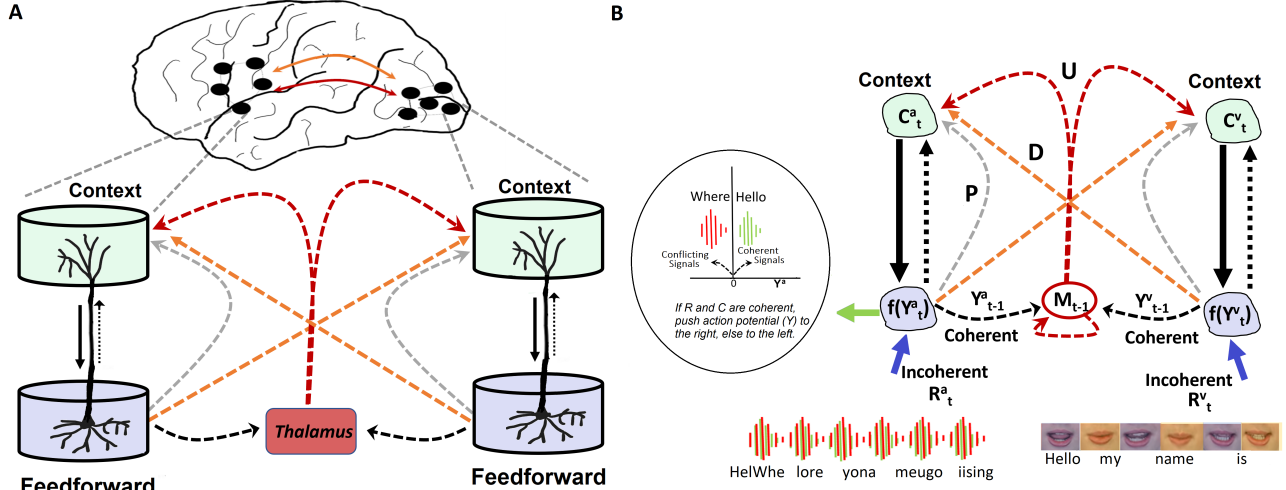 A
Context
Context
Thalamus
Feedforward
Feedforward
B
Context
U
Context
C^a_t
C^v_t
D
P
Where Hello
Conflicting Signals
Coherent Signals
0
Y^a
If R and C are coherent,
push action potential (Y) to
the right, else to the left.
f(Y^a_t)
Y^a_t-1
M_t-1
Y^v_t-1
f(Y^v_t)
Coherent
Coherent
Incoherent
R^a_t
Incoherent
R^v_t
HelWhe lore yona meugo iising
Hello my name is